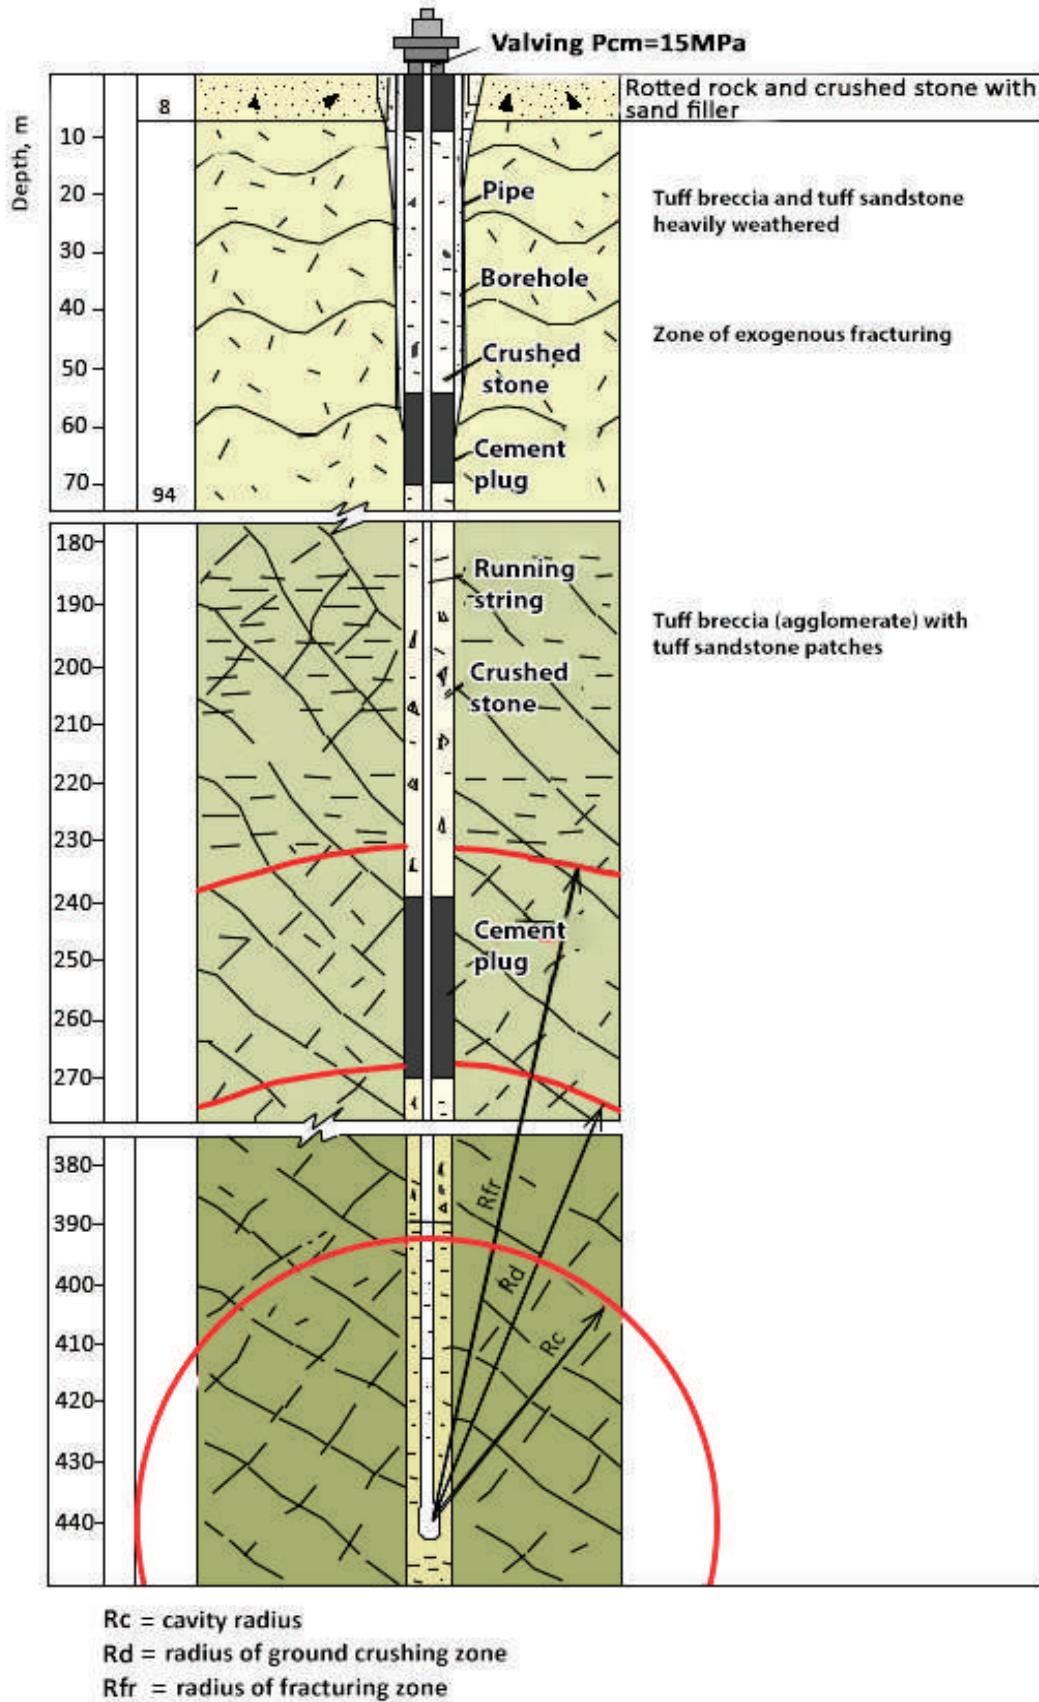 Valving Pcm=15MPa
Depth, m
8
Rotted rock and crushed stone with
sand filler
10
20
30
40
50
60
70
94
Pipe
Borehole
Crushed
stone
Cement
plug
Tuff breccia and tuff sandstone
heavily weathered
Zone of exogenous fracturing
180
190
200
210
220
230
240
250
260
270
Running
string
Crushed
stone
Cement
plug
Tuff breccia (agglomerate) with
tuff sandstone patches
380
390
400
410
420
430
440
Rfr
Rd
Rc
Rc = cavity radius
Rd = radius of ground crushing zone
Rfr = radius of fracturing zone